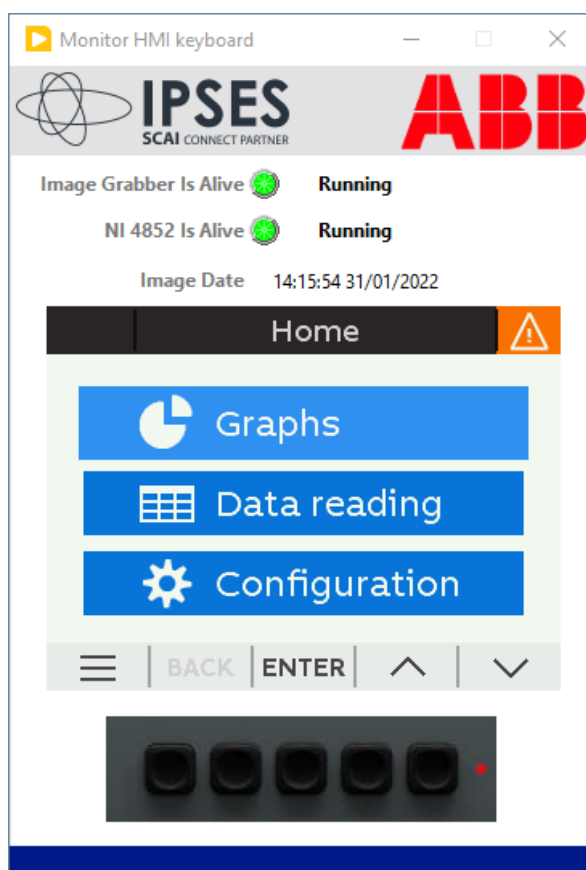 Monitor HMI keyboard
IPSES
SCAI CONNECT PARTNER
ABB
Image Grabber Is Alive Running
NI 4852 Is Alive Running
Image Date 14:15:54 31/01/2022
Home
Graphs
Data reading
Configuration
BACK ENTER